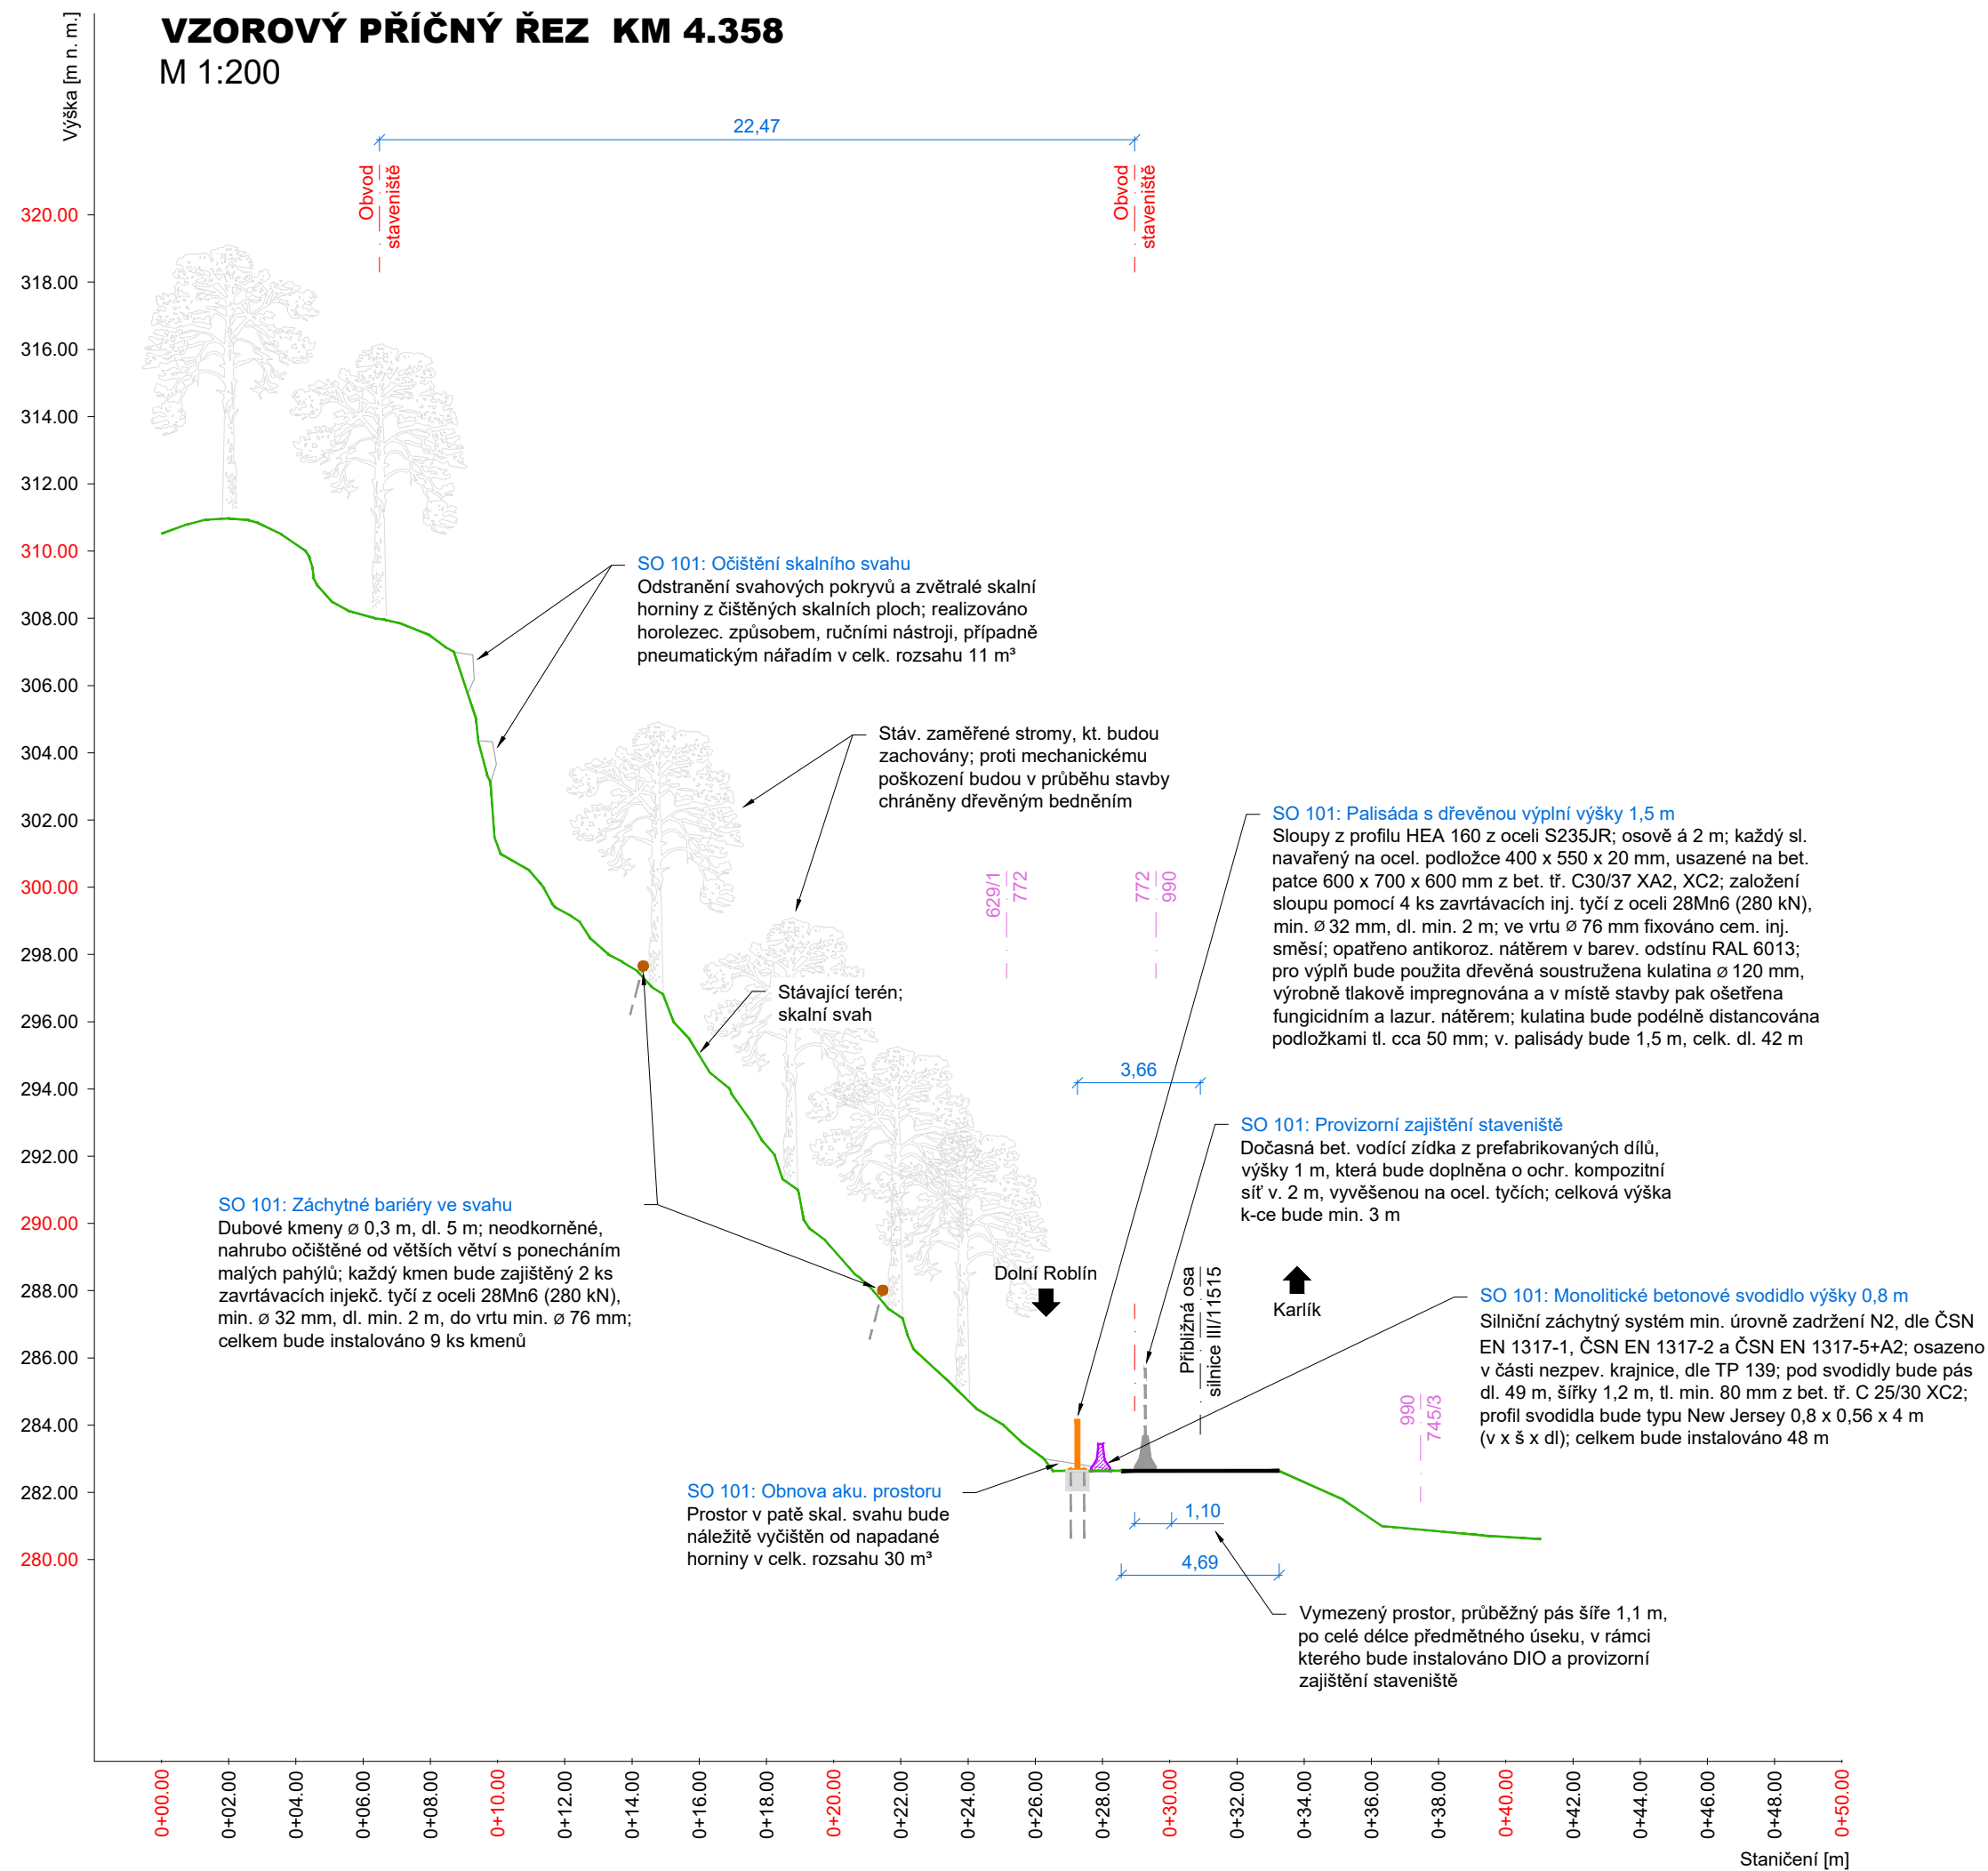 VZOROVÝ PŘÍČNÝ ŘEZ  KM 4.358
M 1:200
Výška [m n. m.]
22,47
Obvod
staveniště
Obvod
staveniště
320.00
318.00
316.00
314.00
312.00
310.00
308.00
306.00
304.00
302.00
300.00
298.00
296.00
294.00
292.00
290.00
288.00
286.00
284.00
282.00
280.00
SO 101: Očištění skalního svahu
Odstranění svahových pokryvů a zvětralé skalní
horniny z čištěných skalních ploch; realizováno
horolezec. způsobem, ručními nástroji, případně
pneumatickým nářadím v celk. rozsahu 11 m³
Stáv. zaměřené stromy, kt. budou
zachovány; proti mechanickému
poškození budou v průběhu stavby
chráněny dřevěným bedněním
SO 101: Palisáda s dřevěnou výplní výšky 1,5 m
Sloupy z profilu HEA 160 z oceli S235JR; osově á 2 m; každý sl.
navařený na ocel. podložce 400 x 550 x 20 mm, usazené na bet.
patce 600 x 700 x 600 mm z bet. tř. C30/37 XA2, XC2; založení
sloupu pomocí 4 ks zavrtávacích inj. tyčí z oceli 28Mn6 (280 kN),
min. ⌀ 32 mm, dl. min. 2 m; ve vrtu ⌀ 76 mm fixováno cem. inj.
směsí; opatřeno antikoroz. nátěrem v barev. odstínu RAL 6013;
pro výplň bude použita dřevěná soustružena kulatina ⌀ 120 mm,
výrobně tlakově impregnována a v místě stavby pak ošetřena
fungicidním a lazur. nátěrem; kulatina bude podélně distancována
podložkami tl. cca 50 mm; v. palisády bude 1,5 m, celk. dl. 42 m
629/1
772
772
990
Stávající terén;
skalní svah
3,66
SO 101: Provizorní zajištění staveniště
Dočasná bet. vodící zídka z prefabrikovaných dílů,
výšky 1 m, která bude doplněna o ochr. kompozitní
síť v. 2 m, vyvěšenou na ocel. tyčích; celková výška
k-ce bude min. 3 m
SO 101: Záchytné bariéry ve svahu
Dubové kmeny ⌀ 0,3 m, dl. 5 m; neodkorněné,
nahrubo očištěné od větších větví s ponecháním
malých pahýlů; každý kmen bude zajištěný 2 ks
zavrtávacích injekč. tyčí z oceli 28Mn6 (280 kN),
min. ⌀ 32 mm, dl. min. 2 m, do vrtu min. ⌀ 76 mm;
celkem bude instalováno 9 ks kmenů
Dolní Roblín
Přibližná osa
silnice III/11515
Karlík
SO 101: Monolitické betonové svodidlo výšky 0,8 m
Silniční záchytný systém min. úrovně zadržení N2, dle ČSN
EN 1317-1, ČSN EN 1317-2 a ČSN EN 1317-5+A2; osazeno
v části nezpev. krajnice, dle TP 139; pod svodidly bude pás
dl. 49 m, šířky 1,2 m, tl. min. 80 mm z bet. tř. C 25/30 XC2;
profil svodidla bude typu New Jersey 0,8 x 0,56 x 4 m
(v x š x dl); celkem bude instalováno 48 m
990
745/3
SO 101: Obnova aku. prostoru
Prostor v patě skal. svahu bude
náležitě vyčištěn od napadané
horniny v celk. rozsahu 30 m³
1,10
4,69
Vymezený prostor, průběžný pás šíře 1,1 m,
po celé délce předmětného úseku, v rámci
kterého bude instalováno DIO a provizorní
zajištění staveniště
0+00.00
0+02.00
0+04.00
0+06.00
0+08.00
0+10.00
0+12.00
0+14.00
0+16.00
0+18.00
0+20.00
0+22.00
0+24.00
0+26.00
0+28.00
0+30.00
0+32.00
0+34.00
0+36.00
0+38.00
0+40.00
0+42.00
0+44.00
0+46.00
0+48.00
0+50.00
Staničení [m]